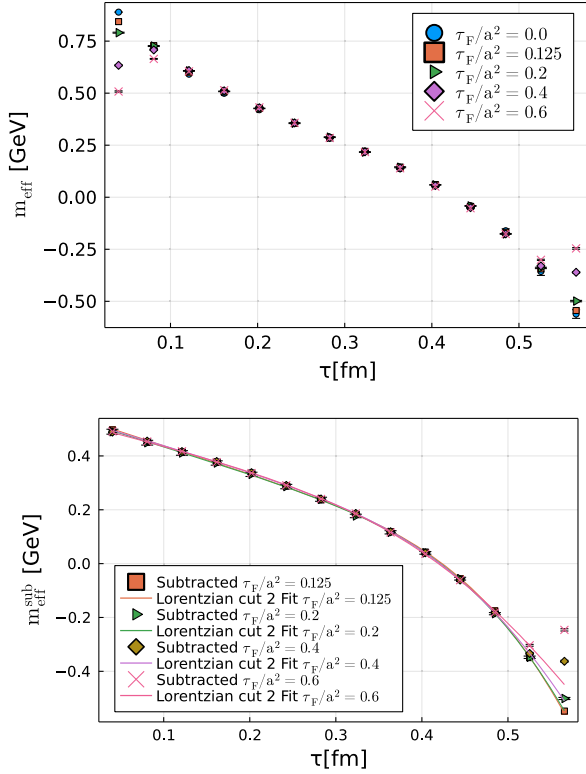 0.75
0.50
0.25
0.00
−0.25
−0.50
m_eff [GeV]
τ_F/a² = 0.0
τ_F/a² = 0.125
τ_F/a² = 0.2
τ_F/a² = 0.4
τ_F/a² = 0.6
0.1 0.2 0.3 0.4 0.5
τ[fm]
0.4
0.2
0.0
−0.2
−0.4
m_eff^sub [GeV]
Subtracted τ_F/a² = 0.125
Lorentzian cut 2 Fit τ_F/a² = 0.125
Subtracted τ_F/a² = 0.2
Lorentzian cut 2 Fit τ_F/a² = 0.2
Subtracted τ_F/a² = 0.4
Lorentzian cut 2 Fit τ_F/a² = 0.4
Subtracted τ_F/a² = 0.6
Lorentzian cut 2 Fit τ_F/a² = 0.6
0.1 0.2 0.3 0.4 0.5
τ[fm]